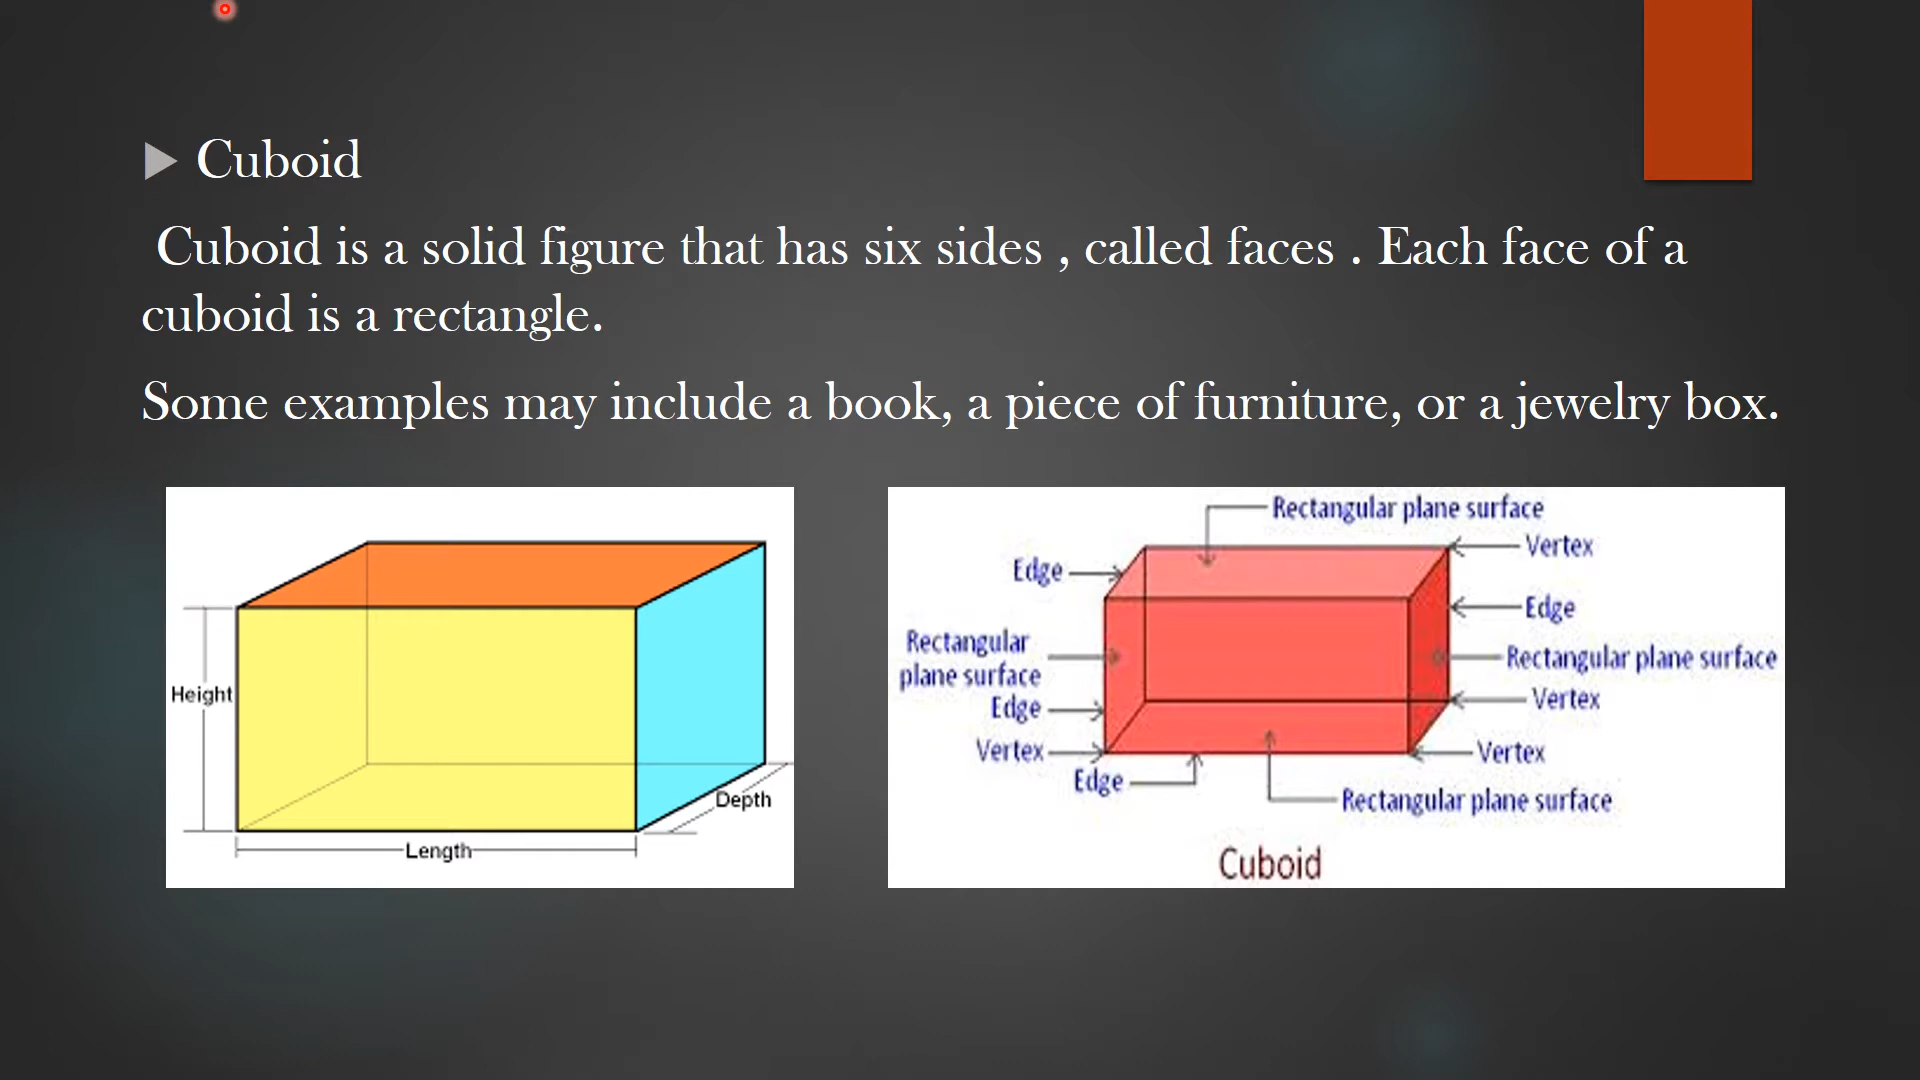 Cuboid
Cuboid is a solid figure that has six sides , called faces . Each face of a
cuboid is a rectangle.
Some examples may include a book, a piece of furniture, or a jewelry box.
Height
Depth
Length
Rectangular plane surface
Vertex
Edge
Edge
Rectangular
plane surface
Rectangular plane surface
Edge
Vertex
Vertex
Vertex
Edge
Rectangular plane surface
Cuboid